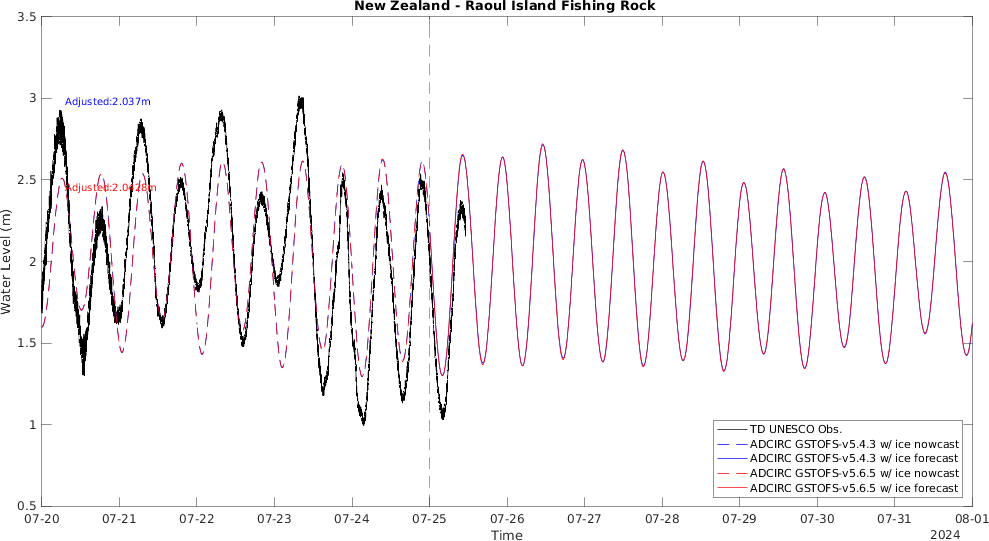 New Zealand - Raoul Island Fishing Rock
3.5
3
2.5
2
1.5
1
0.5
Water Level (m)
Adjusted:2.037m
Adjusted:2.0428m
TD UNESCO Obs.
ADCIRC GSTOFS-v5.4.3 w/ ice nowcast
ADCIRC GSTOFS-v5.4.3 w/ ice forecast
ADCIRC GSTOFS-v5.6.5 w/ ice nowcast
ADCIRC GSTOFS-v5.6.5 w/ ice forecast
07-20 07-21 07-22 07-23 07-24 07-25 07-26 07-27 07-28 07-29 07-30 07-31 08-01
Time
2024